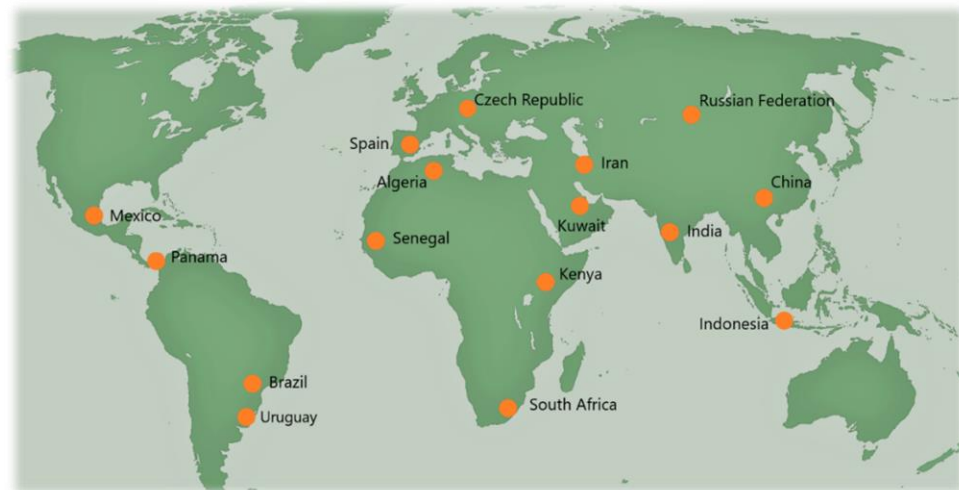 Czech Republic
Russian Federation
Spain
Iran
Algeria
China
Mexico
Kuwait
India
Senegal
Panama
Kenya
Indonesia
Brazil
South Africa
Uruguay